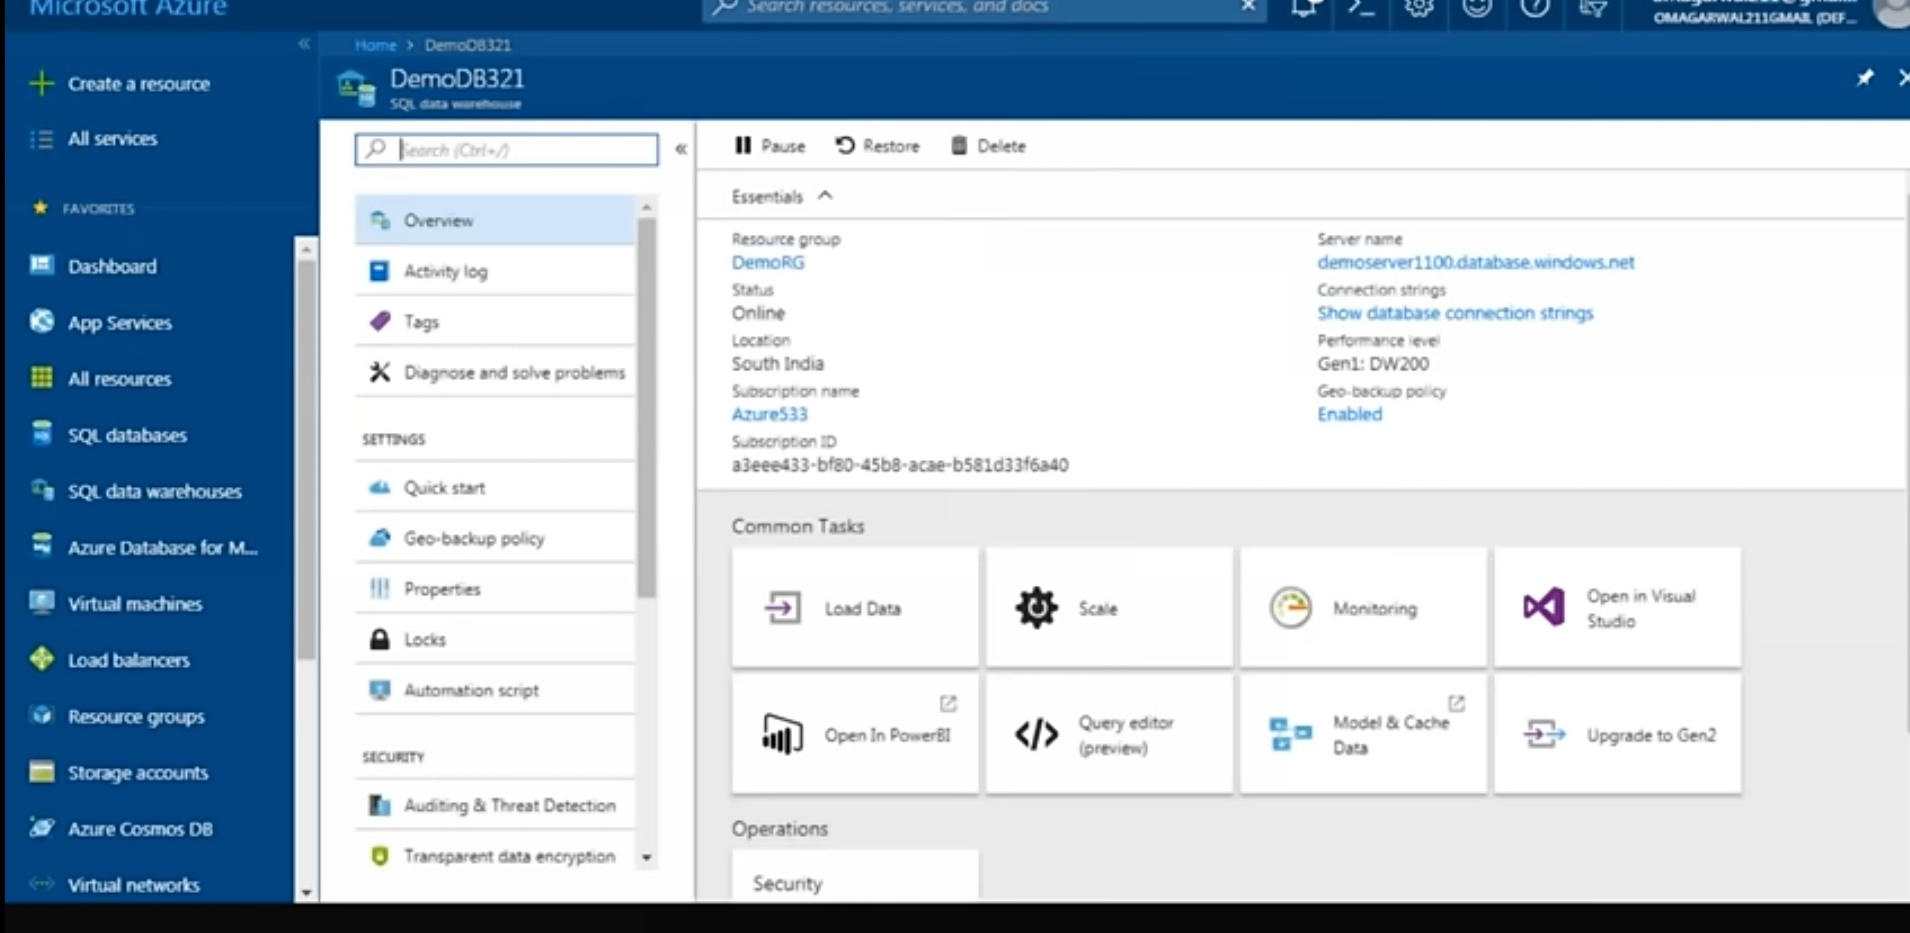 Microsoft Azure
Search resources, services, and docs
OMAGARWAL211GMAIL (DEF...
Create a resource
All services
FAVORITES
Dashboard
App Services
All resources
SQL databases
SQL data warehouses
Azure Database for M...
Virtual machines
Load balancers
Resource groups
Storage accounts
Azure Cosmos DB
Virtual networks
Home > DemoDB321
DemoDB321
SQL data warehouse
Search (Ctrl+/)
Overview
Activity log
Tags
Diagnose and solve problems
SETTINGS
Quick start
Geo-backup policy
Properties
Locks
Automation script
SECURITY
Auditing & Threat Detection
Transparent data encryption
Pause Restore Delete
Essentials
Resource group
DemoRG
Status
Online
Location
South India
Subscription name
Azure533
Subscription ID
a3eee433-bf80-45b8-acae-b581d33f6a40
Server name
demoserver1100.database.windows.net
Connection strings
Show database connection strings
Performance level
Gen1: DW200
Geo-backup policy
Enabled
Common Tasks
Load Data
Scale
Monitoring
Open in Visual
Studio
Open In PowerBI
Query editor
(preview)
Model & Cache
Data
Upgrade to Gen2
Operations
Security